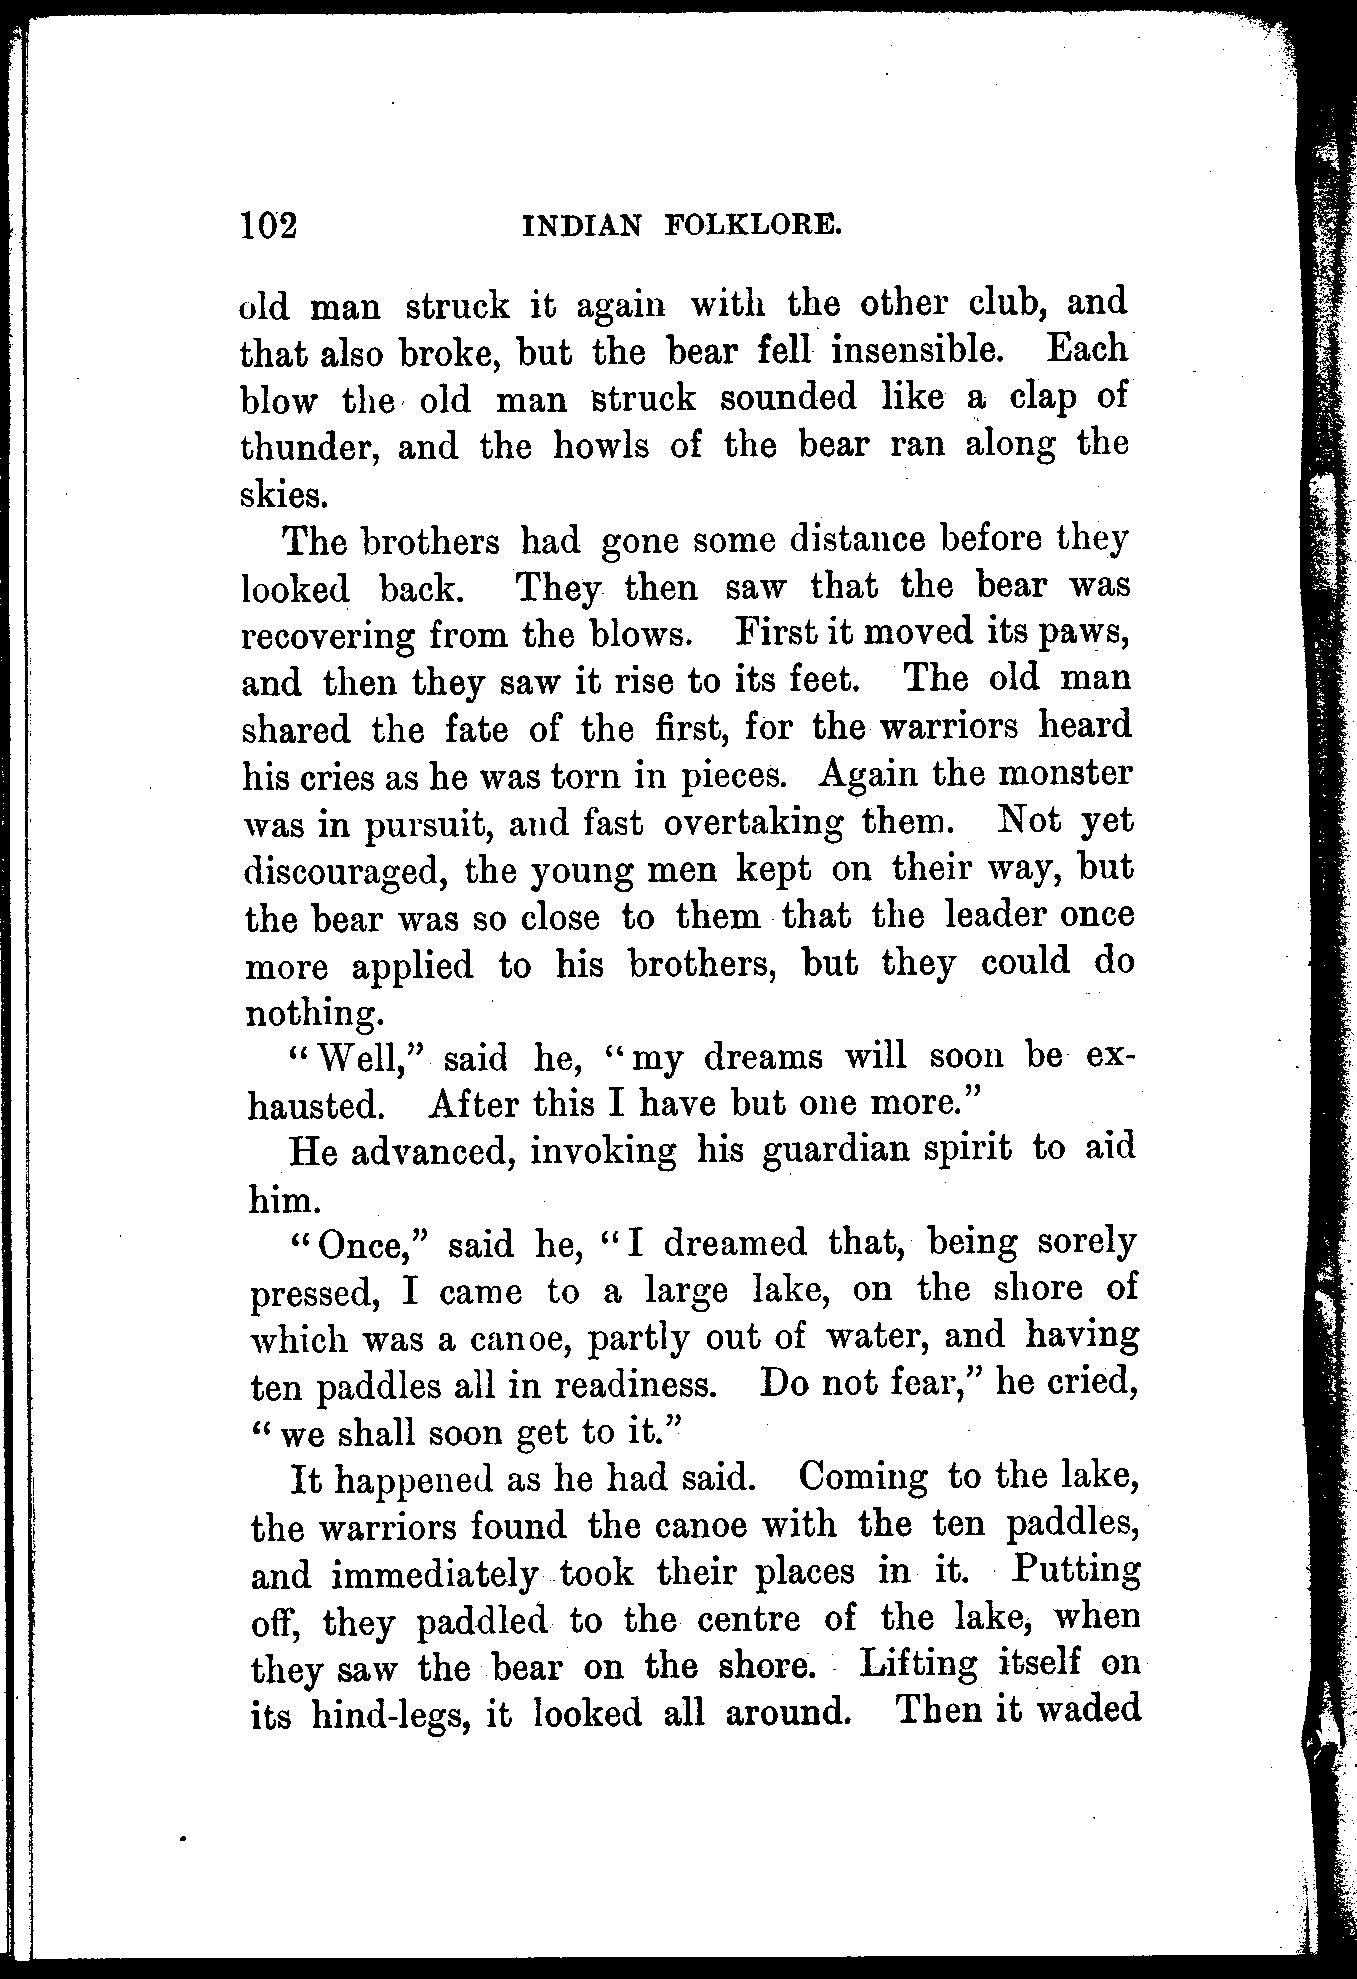 102 INDIAN FOLKLORE.
old man struck it again with the other club, and
that also broke, but the bear fell insensible. Each
blow the old man struck sounded like a clap of
thunder, and the howls of the bear ran along the
skies.
The brothers had gone some distance before they
looked back. They then saw that the bear was
recovering from the blows. First it moved its paws,
and then they saw it rise to its feet. The old man
shared the fate of the first, for the warriors heard
his cries as he was torn in pieces. Again the monster
was in pursuit, and fast overtaking them. Not yet
discouraged, the young men kept on their way, but
the bear was so close to them that the leader once
more applied to his brothers, but they could do
nothing.
“Well,” said he, “my dreams will soon be ex-
hausted. After this I have but one more.”
He advanced, invoking his guardian spirit to aid
him.
“Once,” said he, “I dreamed that, being sorely
pressed, I came to a large lake, on the shore of
which was a canoe, partly out of water, and having
ten paddles all in readiness. Do not fear,” he cried,
“we shall soon get to it.”
It happened as he had said. Coming to the lake,
the warriors found the canoe with the ten paddles,
and immediately took their places in it. Putting
off, they paddled to the centre of the lake, when
they saw the bear on the shore. Lifting itself on
its hind-legs, it looked all around. Then it waded